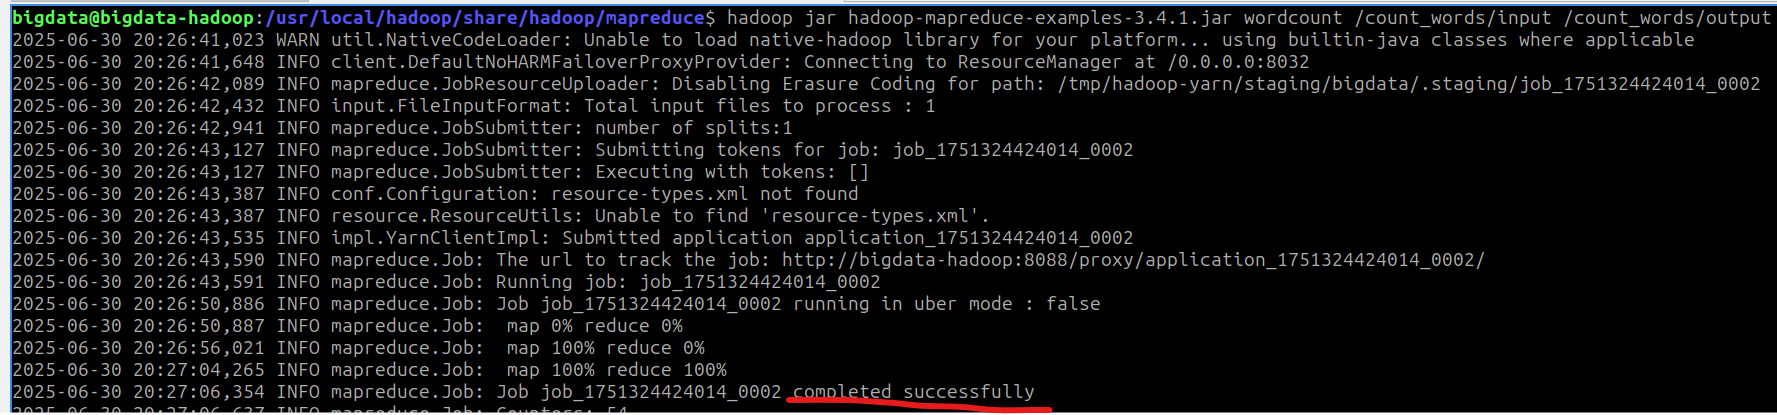 bigdata@bigdata-hadoop:/usr/local/hadoop/share/hadoop/mapreduce$ hadoop jar hadoop-mapreduce-examples-3.4.1.jar wordcount /count_words/input /count_words/output
2025-06-30 20:26:41,023 WARN util.NativeCodeLoader: Unable to load native-hadoop library for your platform... using builtin-java classes where applicable
2025-06-30 20:26:41,648 INFO client.DefaultNoHARMFailoverProxyProvider: Connecting to ResourceManager at /0.0.0.0:8032
2025-06-30 20:26:42,089 INFO mapreduce.JobResourceUploader: Disabling Erasure Coding for path: /tmp/hadoop-yarn/staging/bigdata/.staging/job_1751324424014_0002
2025-06-30 20:26:42,432 INFO input.FileInputFormat: Total input files to process : 1
2025-06-30 20:26:42,941 INFO mapreduce.JobSubmitter: number of splits:1
2025-06-30 20:26:43,127 INFO mapreduce.JobSubmitter: Submitting tokens for job: job_1751324424014_0002
2025-06-30 20:26:43,127 INFO mapreduce.JobSubmitter: Executing with tokens: []
2025-06-30 20:26:43,387 INFO conf.Configuration: resource-types.xml not found
2025-06-30 20:26:43,387 INFO resource.ResourceUtils: Unable to find 'resource-types.xml'.
2025-06-30 20:26:43,535 INFO impl.YarnClientImpl: Submitted application application_1751324424014_0002
2025-06-30 20:26:43,590 INFO mapreduce.Job: The url to track the job: http://bigdata-hadoop:8088/proxy/application_1751324424014_0002/
2025-06-30 20:26:43,591 INFO mapreduce.Job: Running job: job_1751324424014_0002
2025-06-30 20:26:50,886 INFO mapreduce.Job: Job job_1751324424014_0002 running in uber mode : false
2025-06-30 20:26:50,887 INFO mapreduce.Job:  map 0% reduce 0%
2025-06-30 20:26:56,021 INFO mapreduce.Job:  map 100% reduce 0%
2025-06-30 20:27:04,265 INFO mapreduce.Job:  map 100% reduce 100%
2025-06-30 20:27:06,354 INFO mapreduce.Job: Job job_1751324424014_0002 completed successfully
2025-06-30 20:27:06,637 INFO mapreduce.Job: Counters: 54